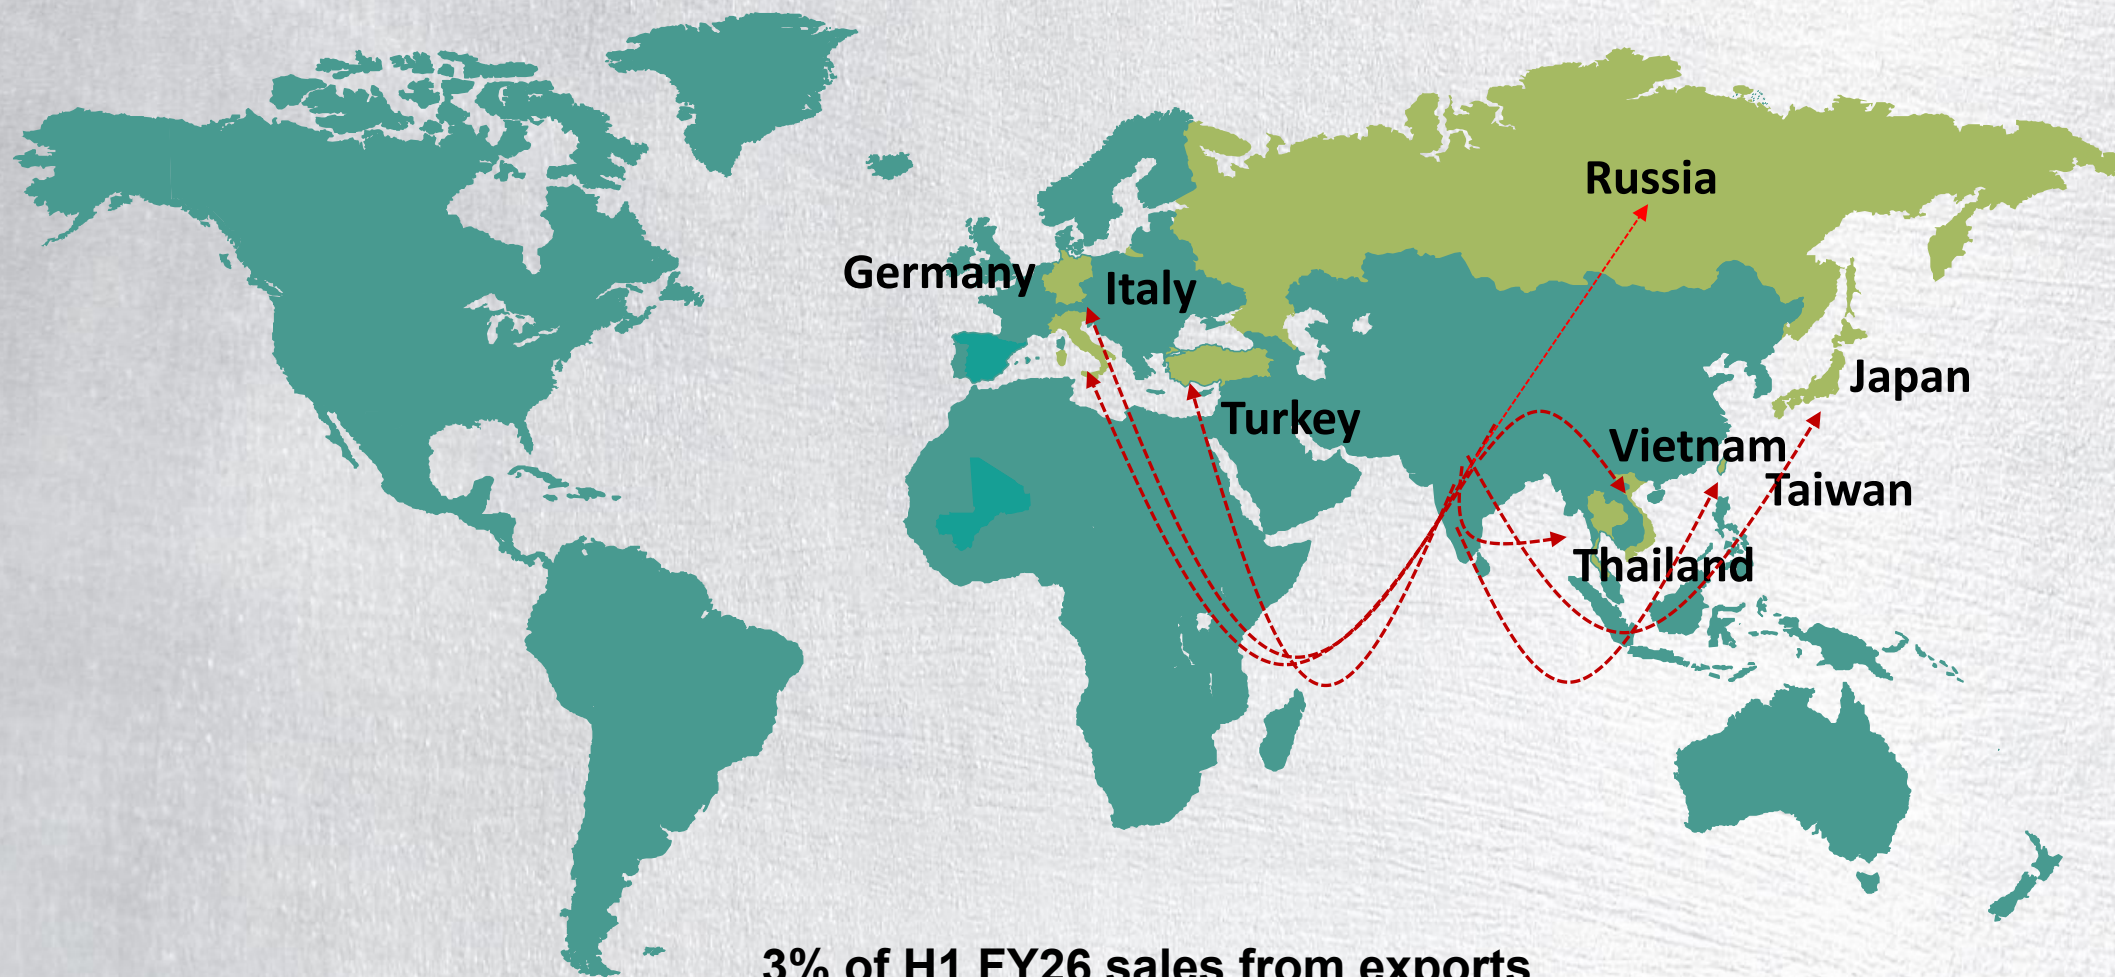 Russia
Germany
Italy
Japan
Turkey
Vietnam
Taiwan
Thailand
3% of H1 FY26 sales from exports